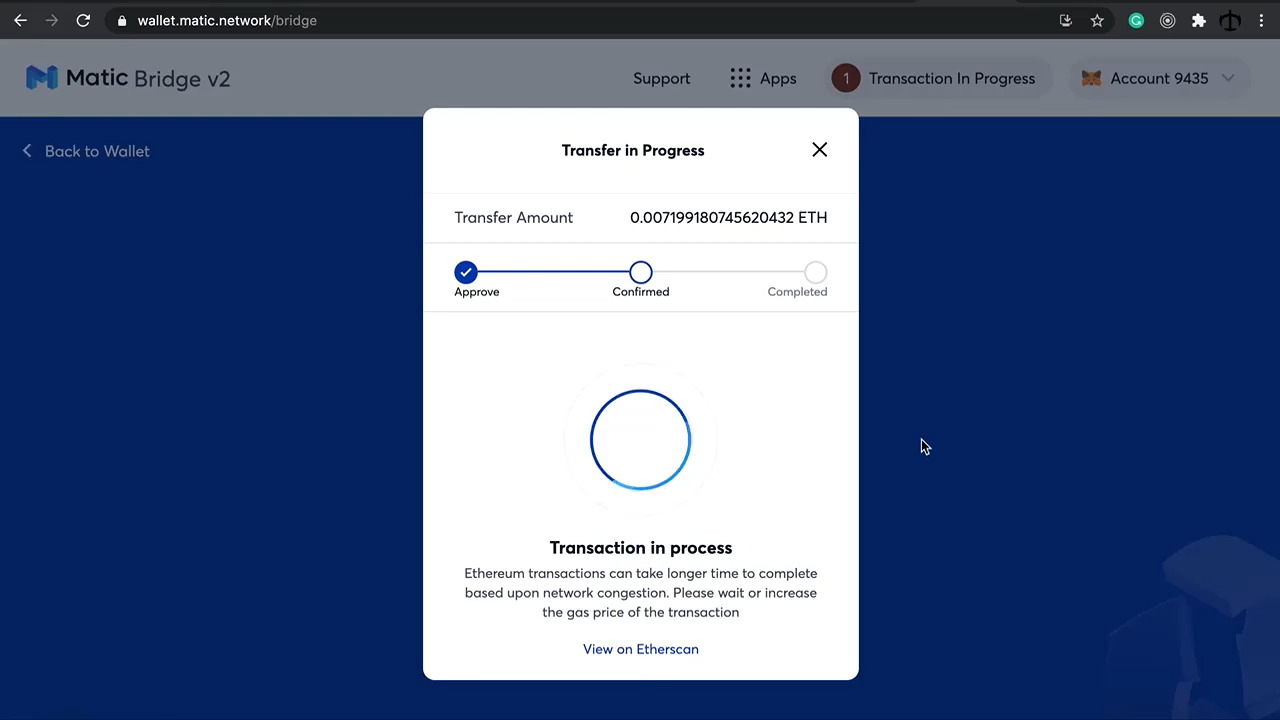 wallet.matic.network/bridge
Matic Bridge v2
Support
Apps
1
Transaction In Progress
Account 9435
Back to Wallet
Transfer in Progress
Transfer Amount
0.007199180745620432 ETH
Approve
Confirmed
Completed
Transaction in process
Ethereum transactions can take longer time to complete
based upon network congestion. Please wait or increase
the gas price of the transaction
View on Etherscan